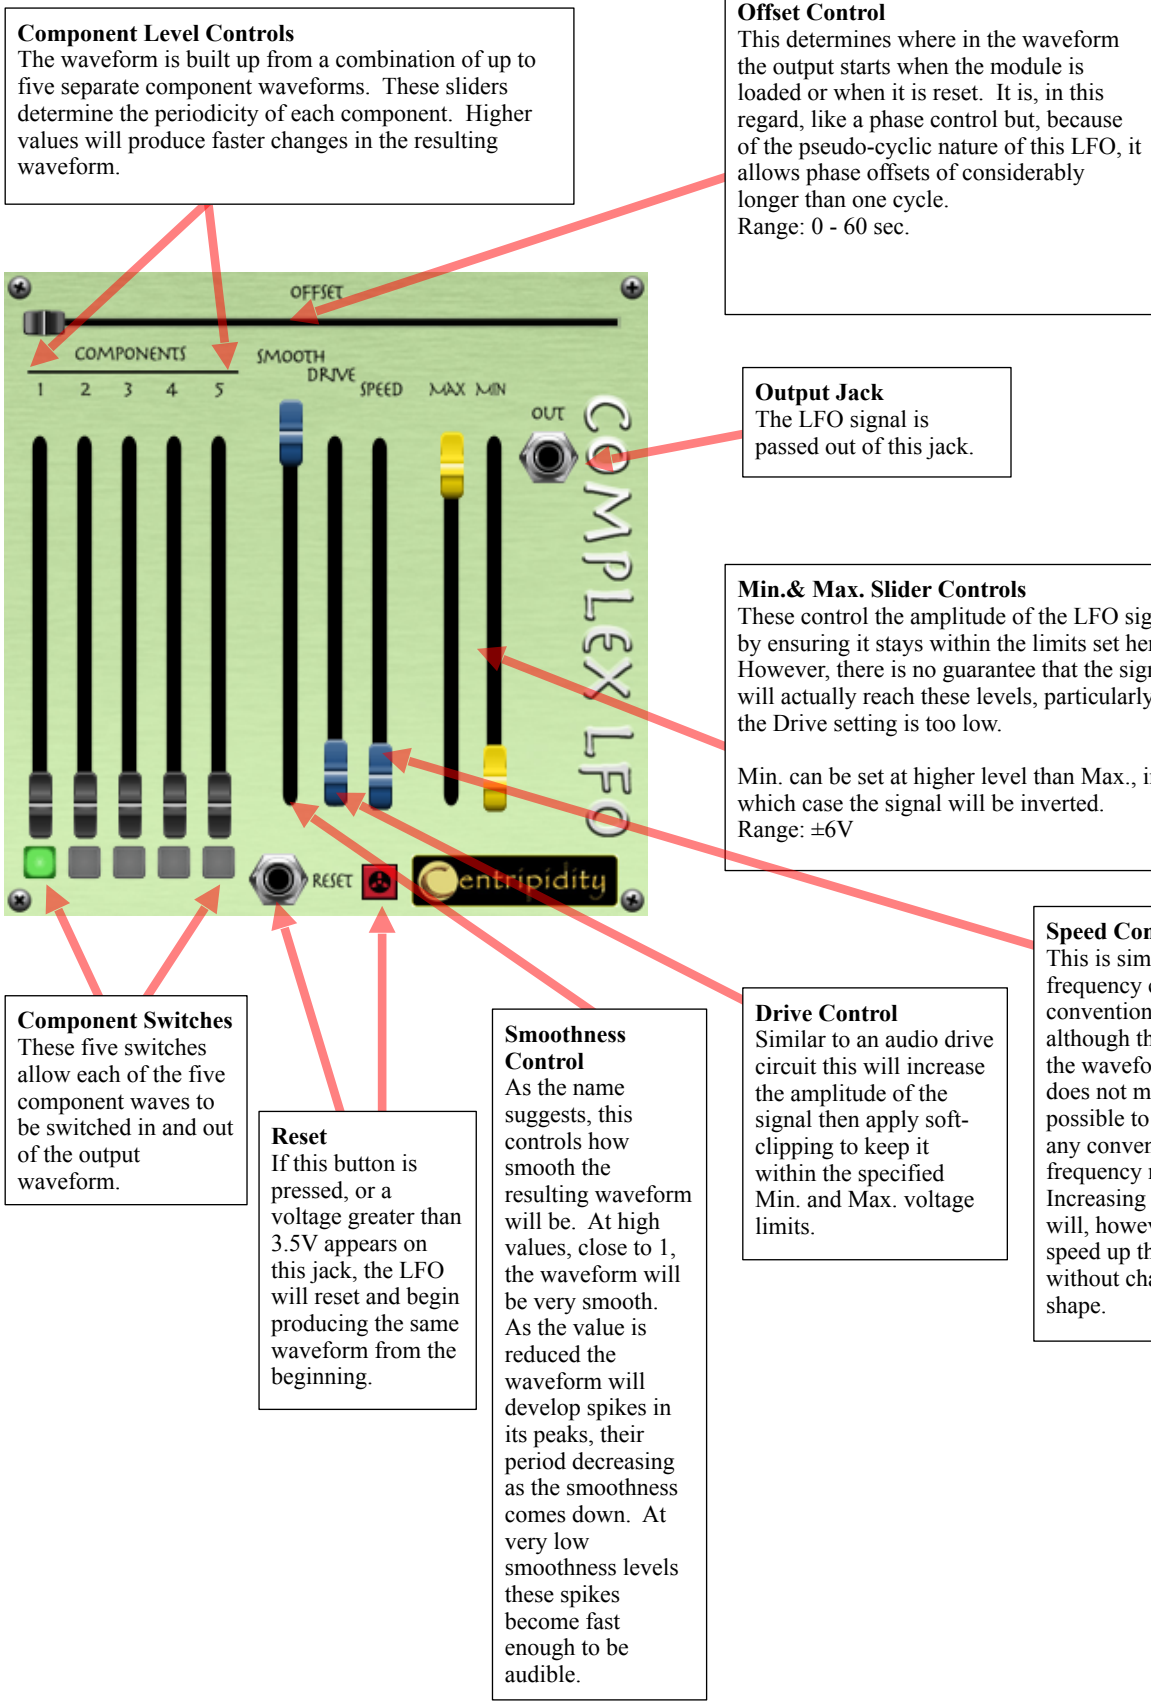 Component Level Controls
The waveform is built up from a combination of up to
five separate component waveforms. These sliders
determine the periodicity of each component. Higher
values will produce faster changes in the resulting
waveform.
Offset Control
This determines where in the waveform
the output starts when the module is
loaded or when it is reset. It is, in this
regard, like a phase control but, because
of the pseudo-cyclic nature of this LFO, it
allows phase offsets of considerably
longer than one cycle.
Range: 0 - 60 sec.
OFFSET
COMPONENTS
1 2 3 4 5
SMOOTH
DRIVE
SPEED
MAX MIN
OUT
COMPLEX LFO
RESET
Centripidity
Output Jack
The LFO signal is
passed out of this jack.
Min.& Max. Slider Controls
These control the amplitude of the LFO
by ensuring it stays within the limits set
However, there is no guarantee that the
will actually reach these levels, particularly
the Drive setting is too low.
Min. can be set at higher level than Max.,
which case the signal will be inverted.
Range: ±6V
Speed
This is
frequency
although
the
does not
possible to
any
frequency
Increasing
will,
speed up
without
shape.
Component Switches
These five switches
allow each of the five
component waves to
be switched in and out
of the output
waveform.
Reset
If this button is
pressed, or a
voltage greater than
3.5V appears on
this jack, the LFO
will reset and begin
producing the same
waveform from the
beginning.
Smoothness
Control
As the name
suggests, this
controls how
smooth the
resulting waveform
will be. At high
values, close to 1,
the waveform will
be very smooth.
As the value is
reduced the
waveform will
develop spikes in
its peaks, their
period decreasing
as the smoothness
comes down. At
very low
smoothness levels
these spikes
become fast
enough to be
audible.
Drive Control
Similar to an audio drive
circuit this will increase
the amplitude of the
signal then apply soft-
clipping to keep it
within the specified
Min. and Max. voltage
limits.